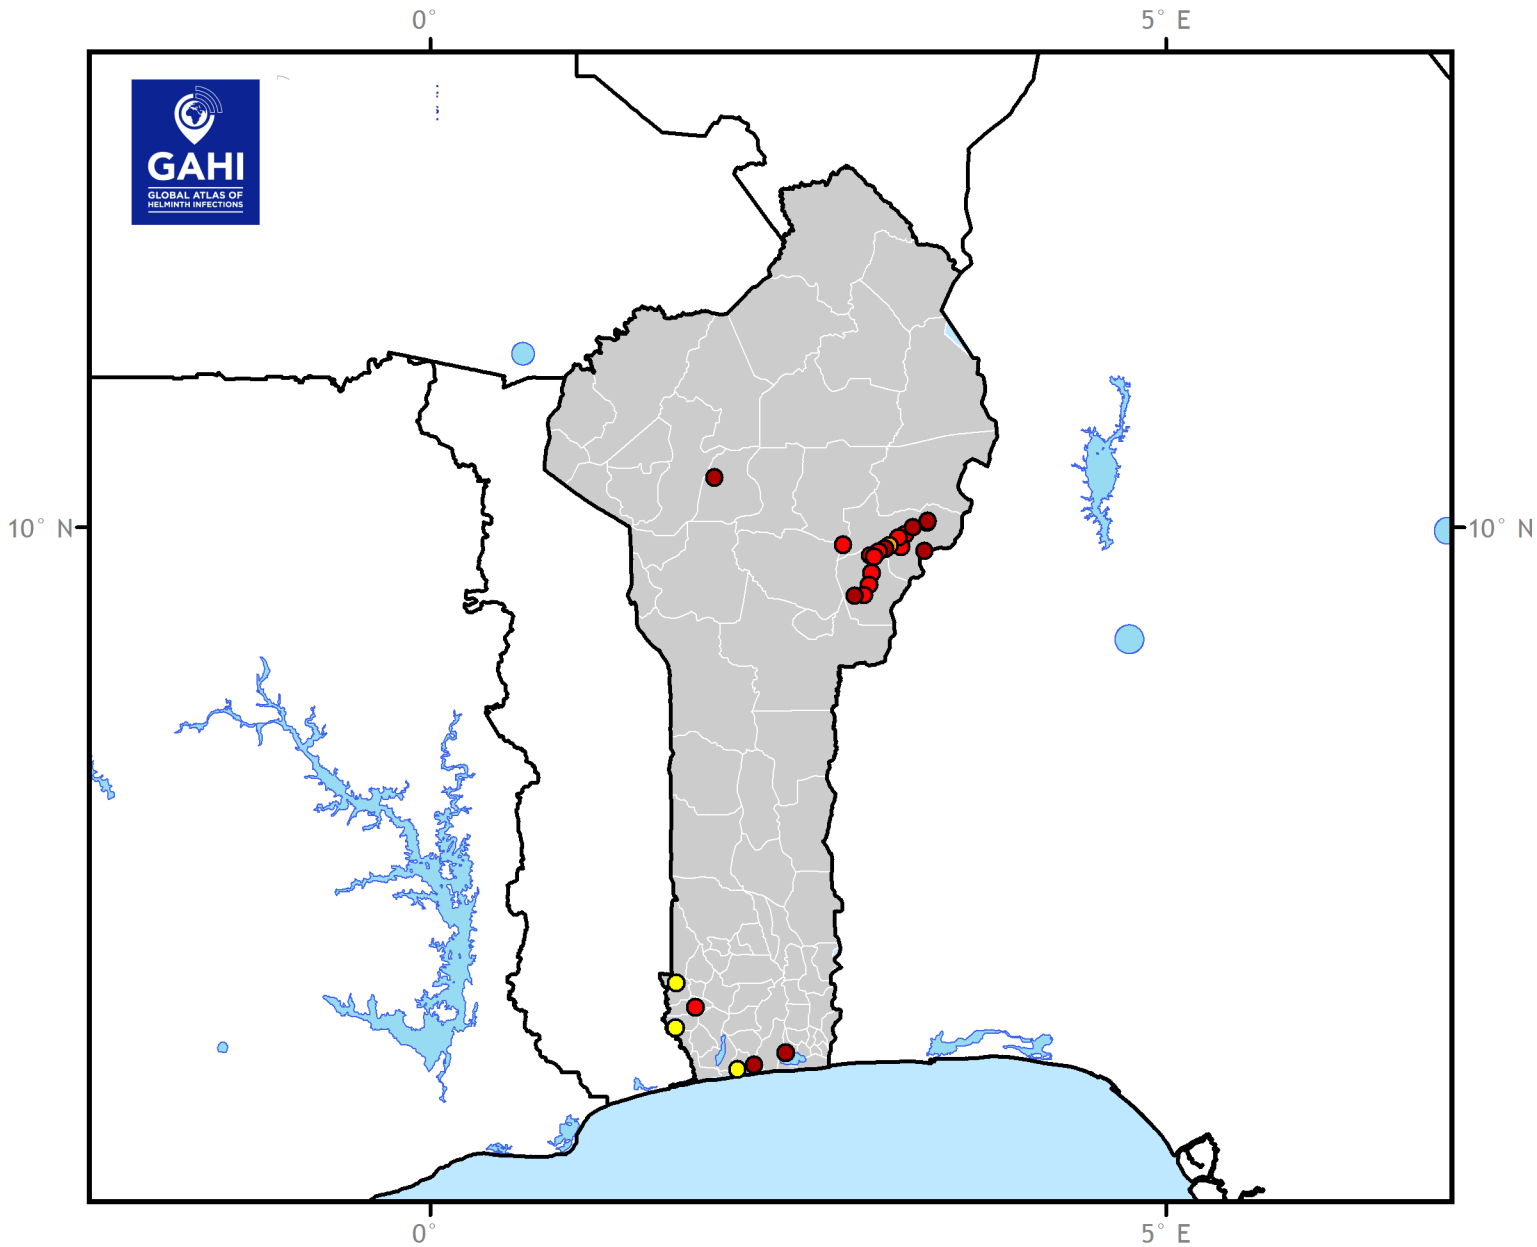 0°
5° E
GAHI
GLOBAL ATLAS OF
HELMINTH INFECTIONS
10° N
10° N
0°
5° E